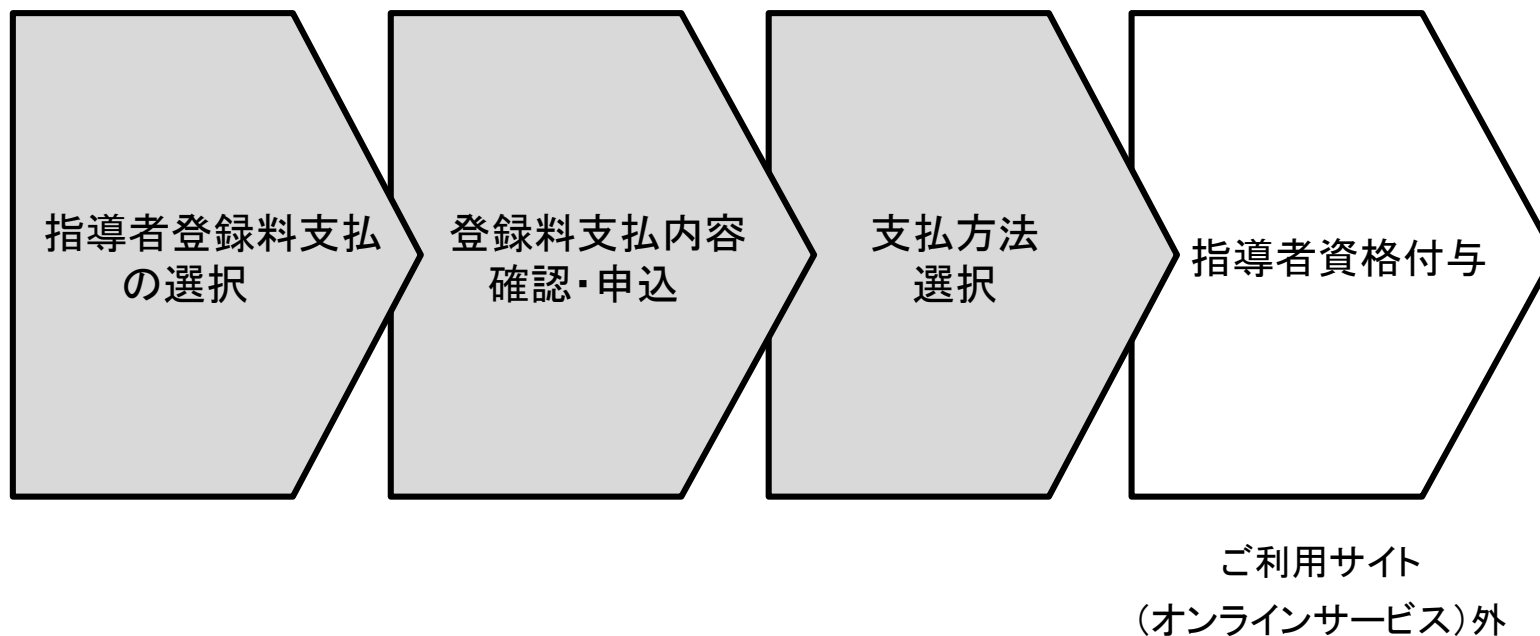 指導者登録料支払
の選択
登録料支払内容
確認・申込
支払方法
選択
指導者資格付与
ご利用サイト
（オンラインサービス）外